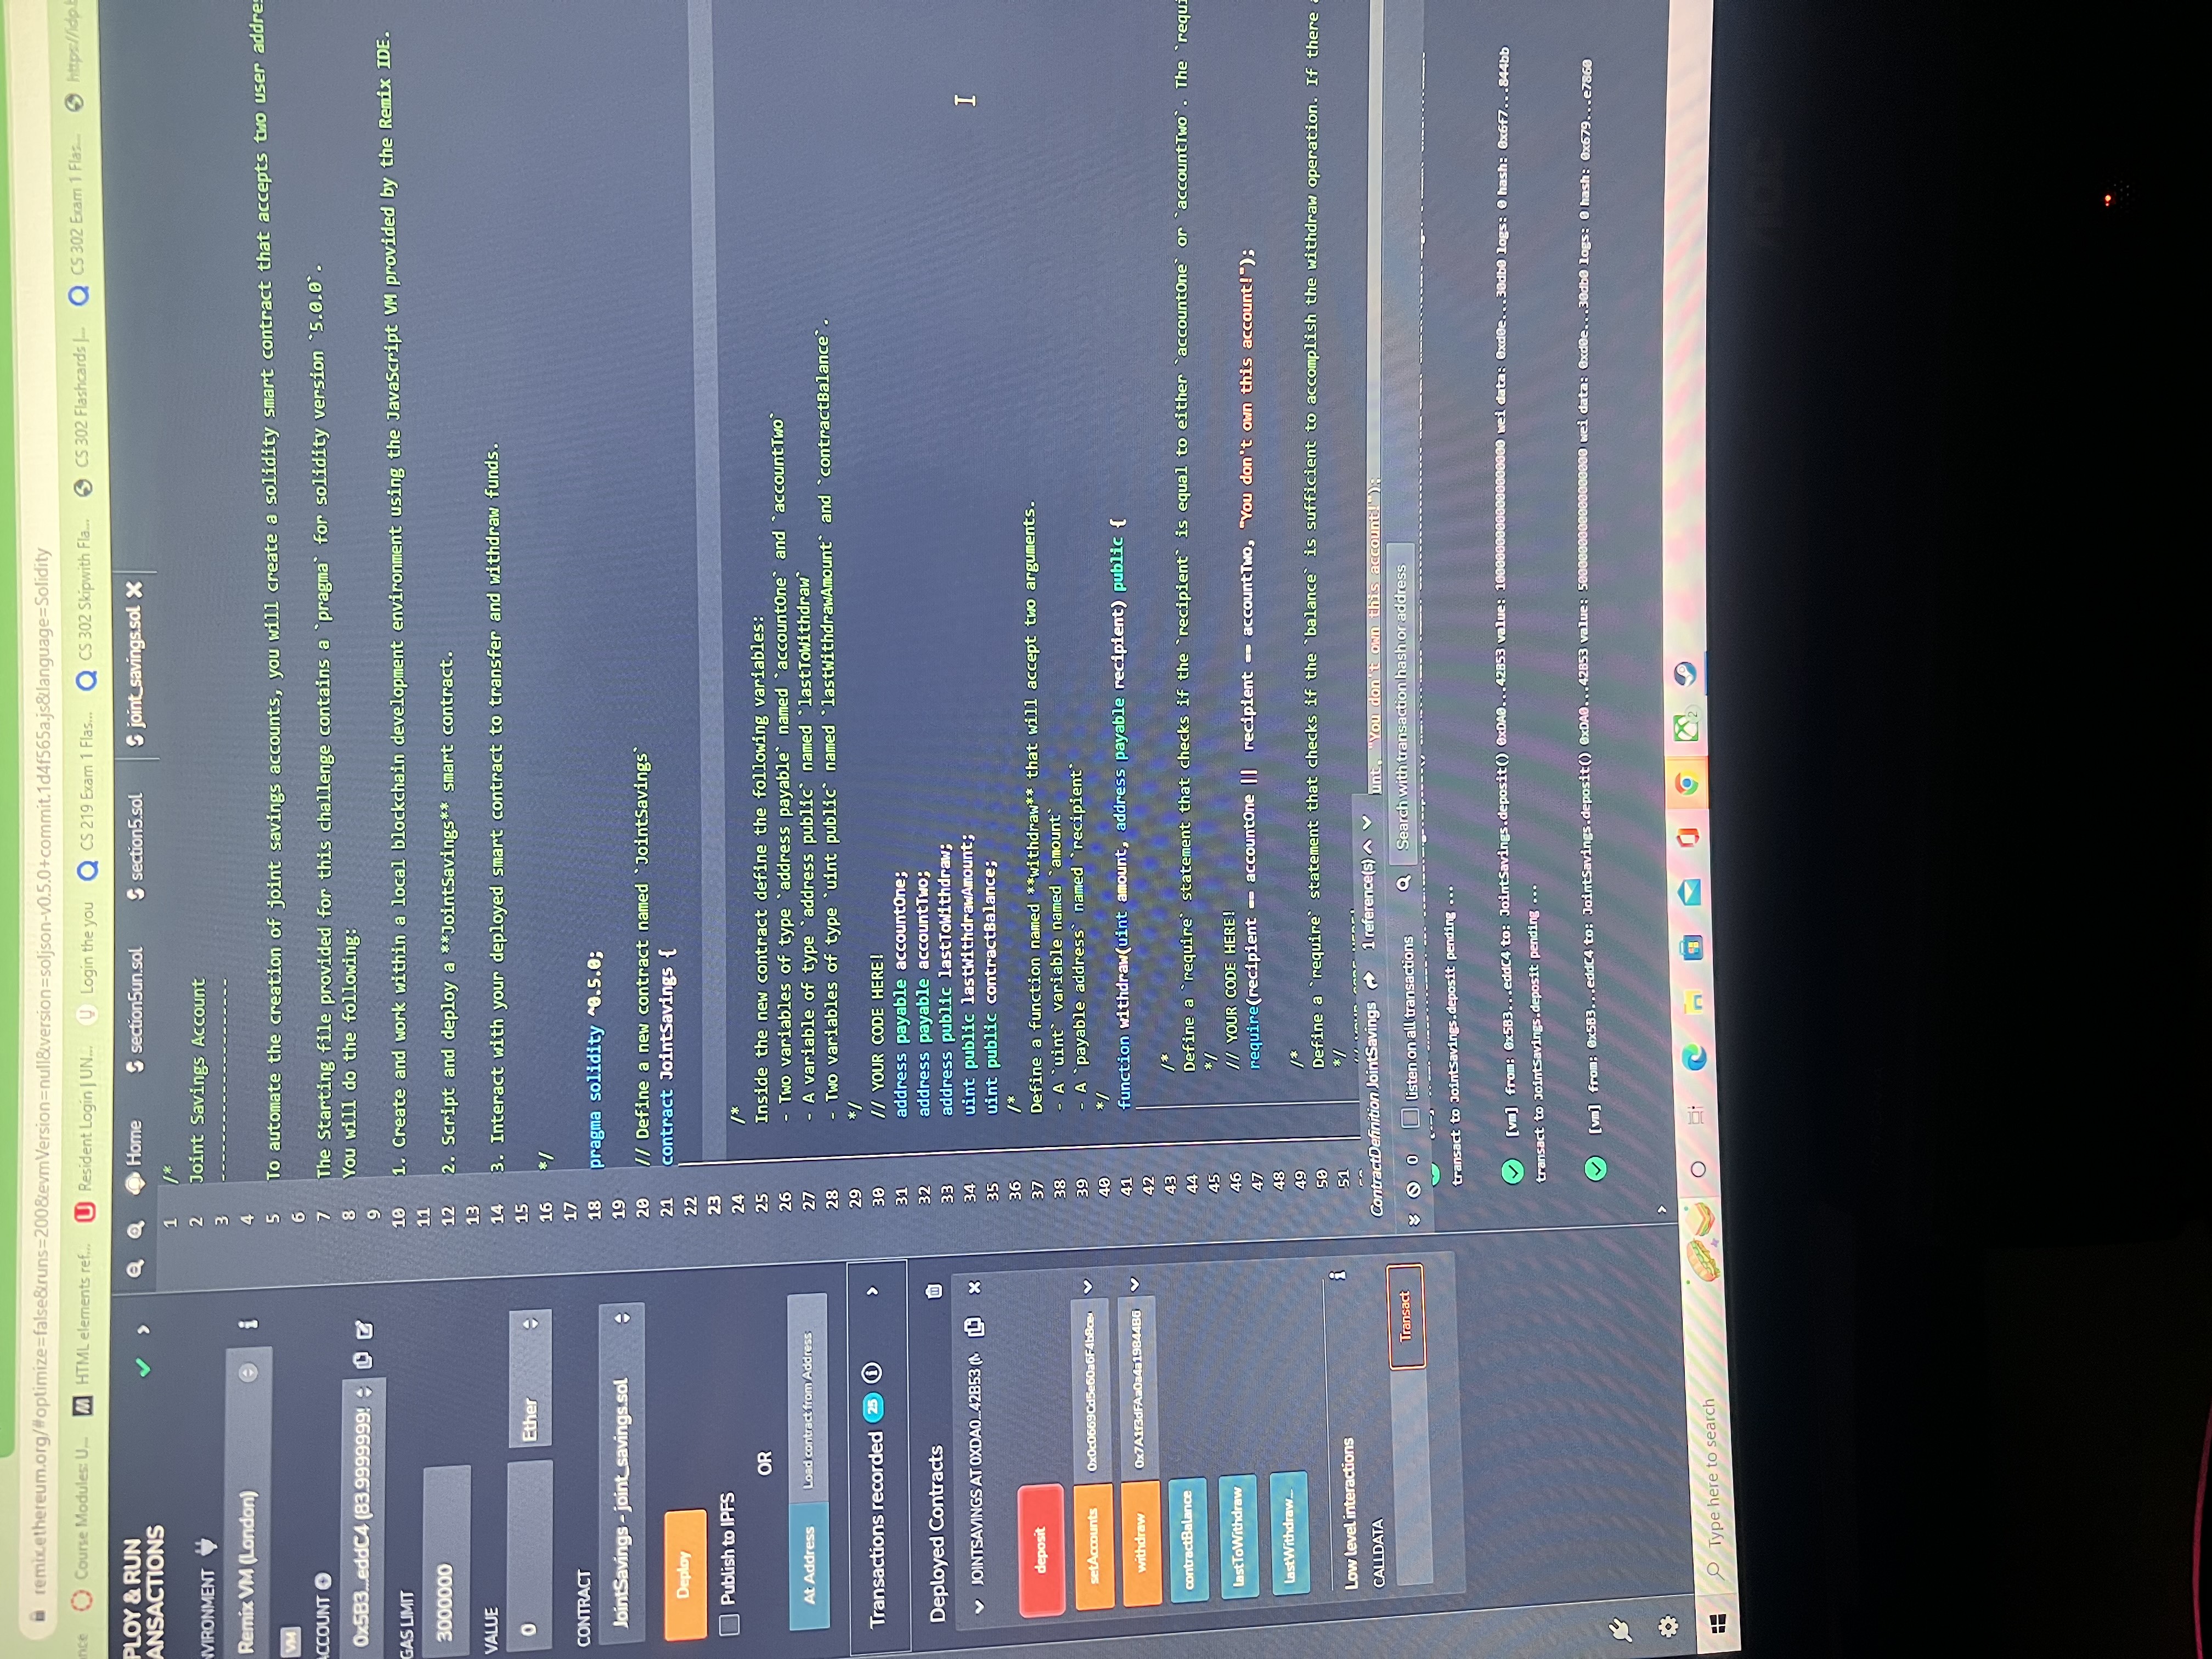 remix.ethereum.org/#optimize=false&runs=200&evmVersion=null&version=soljson-v0.5.0+commit.1d4f565a.js&language=Solidity
nce Course Modules: U... HTML elements ref... Resident Login | UN... Login the you CS 219 Exam 1 Flas... CS 302 Skipwith Fla... CS 302 Flashcards |... CS 302 Exam 1 Flas... https://idp.b
PLOY & RUN
ANSACTIONS
NVIRONMENT
Remix VM (London)
VM
ACCOUNT
0x5B3...eddC4 (83.9999999
GAS LIMIT
3000000
VALUE
0 Ether
CONTRACT
JointSavings - joint_savings.sol
Deploy
Publish to IPFS
OR
At Address Load contract from Address
Transactions recorded 25
Deployed Contracts
JOINTSAVINGS AT 0XDA0...42B53 (M
deposit
setAccounts
withdraw
contractBalance
lastToWithdraw
lastWithdraw...
Low level interactions
CALLDATA
Transact
Home section5un.sol section5.sol joint_savings.sol
1 /*
2 Joint Savings Account
3 ---------------------
4
5 To automate the creation of joint savings accounts, you will create a solidity smart contract that accepts two user addre
6
7 The Starting file provided for this challenge contains a `pragma` for solidity version `5.0.0`.
8 You will do the following:
9
10 1. Create and work within a local blockchain development environment using the JavaScript VM provided by the Remix IDE.
11
12 2. Script and deploy a **JointSavings** smart contract.
13
14 3. Interact with your deployed smart contract to transfer and withdraw funds.
15
16 */
17
18 pragma solidity ^0.5.0;
19
20 // Define a new contract named `JointSavings`
21 contract JointSavings {
22
23
24 /*
25 Inside the new contract define the following variables:
26 - Two variables of type `address payable` named `accountOne` and `accountTwo`
27 - A variable of type `address public` named `lastToWithdraw`
28 - Two variables of type `uint public` named `lastWithdrawAmount` and `contractBalance`.
29 */
30 // YOUR CODE HERE!
31 address payable accountOne;
32 address payable accountTwo;
33 address public lastToWithdraw;
34 uint public lastWithdrawAmount;
35 uint public contractBalance;
36 /*
37 Define a function named **withdraw** that will accept two arguments.
38 - A `uint` variable named `amount`
39 - A `payable address` named `recipient`
40 */
41 function withdraw(uint amount, address payable recipient) public {
42
43 /*
44 Define a `require` statement that checks if the `recipient` is equal to either `accountOne` or `accountTwo`. The `requi
45 */
46 // YOUR CODE HERE!
47 require(recipient == accountOne || recipient == accountTwo, "You don't own this account!");
48
49 /*
50 Define a `require` statement that checks if the `balance` is sufficient to accomplish the withdraw operation. If there
51 */
ContractDefinition JointSavings 1 reference(s) unt, "You don't own this account!");
0 listen on all transactions Search with transaction hash or address
transact to JointSavings.deposit pending ...
[vm] from: 0x5B3...eddC4 to: JointSavings.deposit() 0xDA0...42B53 value: 10000000000000000000 wei data: 0xd0e...30db0 logs: 0 hash: 0x6f7...844bb
transact to JointSavings.deposit pending ...
[vm] from: 0x5B3...eddC4 to: JointSavings.deposit() 0xDA0...42B53 value: 5000000000000000000 wei data: 0xd0e...30db0 logs: 0 hash: 0x679...e7860
>
Type here to search